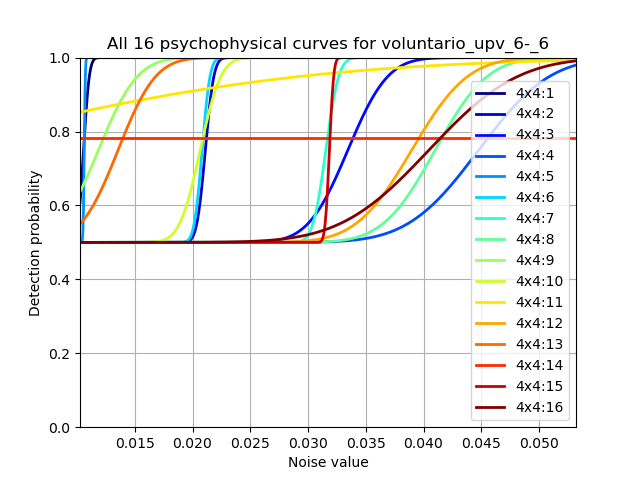 All 16 psychophysical curves for voluntario_upv_6-_6
1.0
0.8
0.6
0.4
0.2
0.0
Detection probability
0.015 0.020 0.025 0.030 0.035 0.040 0.045 0.050
Noise value
4x4:1
4x4:2
4x4:3
4x4:4
4x4:5
4x4:6
4x4:7
4x4:8
4x4:9
4x4:10
4x4:11
4x4:12
4x4:13
4x4:14
4x4:15
4x4:16